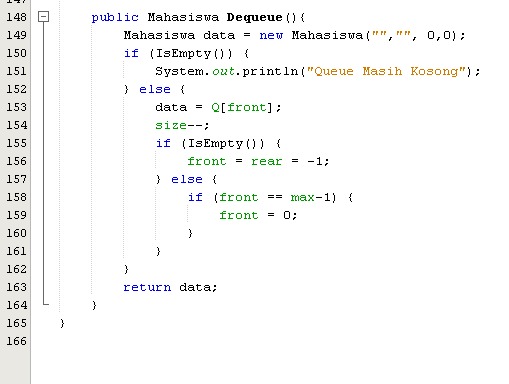 147
148 public Mahasiswa Dequeue(){
149 Mahasiswa data = new Mahasiswa("","", 0,0);
150 if (IsEmpty()) {
151 System.out.println("Queue Masih Kosong");
152 } else {
153 data = Q[front];
154 size--;
155 if (IsEmpty()) {
156 front = rear = -1;
157 } else {
158 if (front == max-1) {
159 front = 0;
160 }
161 }
162 }
163 return data;
164 }
165 }
166